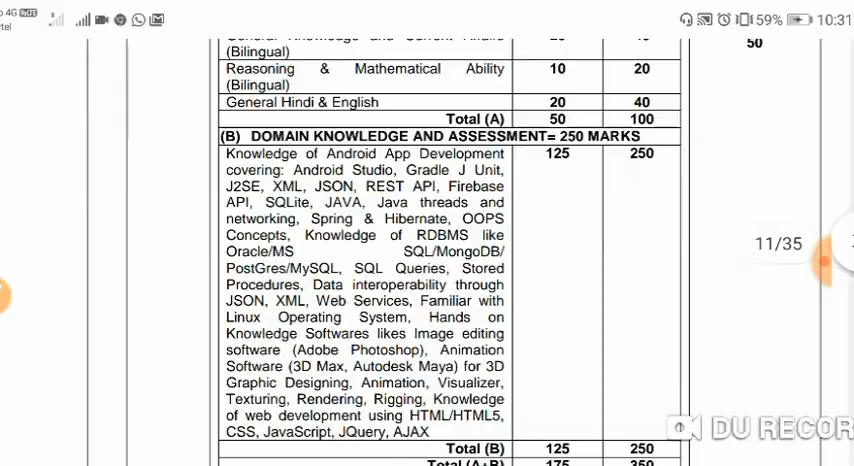 4G VoLTE
59% 10:31
50
(Bilingual)
Reasoning & Mathematical Ability 10 20
(Bilingual)
General Hindi & English 20 40
Total (A) 50 100
(B) DOMAIN KNOWLEDGE AND ASSESSMENT= 250 MARKS
Knowledge of Android App Development 125 250
covering: Android Studio, Gradle J Unit,
J2SE, XML, JSON, REST API, Firebase
API, SQLite, JAVA, Java threads and
networking, Spring & Hibernate, OOPS
Concepts, Knowledge of RDBMS like
Oracle/MS SQL/MongoDB/
PostGres/MySQL, SQL Queries, Stored
Procedures, Data interoperability through
JSON, XML, Web Services, Familiar with
Linux Operating System, Hands on
Knowledge Softwares likes Image editing
software (Adobe Photoshop), Animation
Software (3D Max, Autodesk Maya) for 3D
Graphic Designing, Animation, Visualizer,
Texturing, Rendering, Rigging, Knowledge
of web development using HTML/HTML5,
CSS, JavaScript, JQuery, AJAX
Total (B) 125 250
Total (A+B) 175 350
11/35
DU RECOR